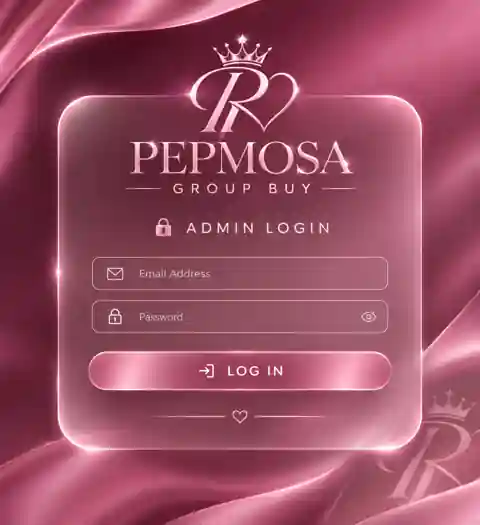 PEPMOSA
GROUP BUY
ADMIN LOGIN
Email Address
Password
LOG IN